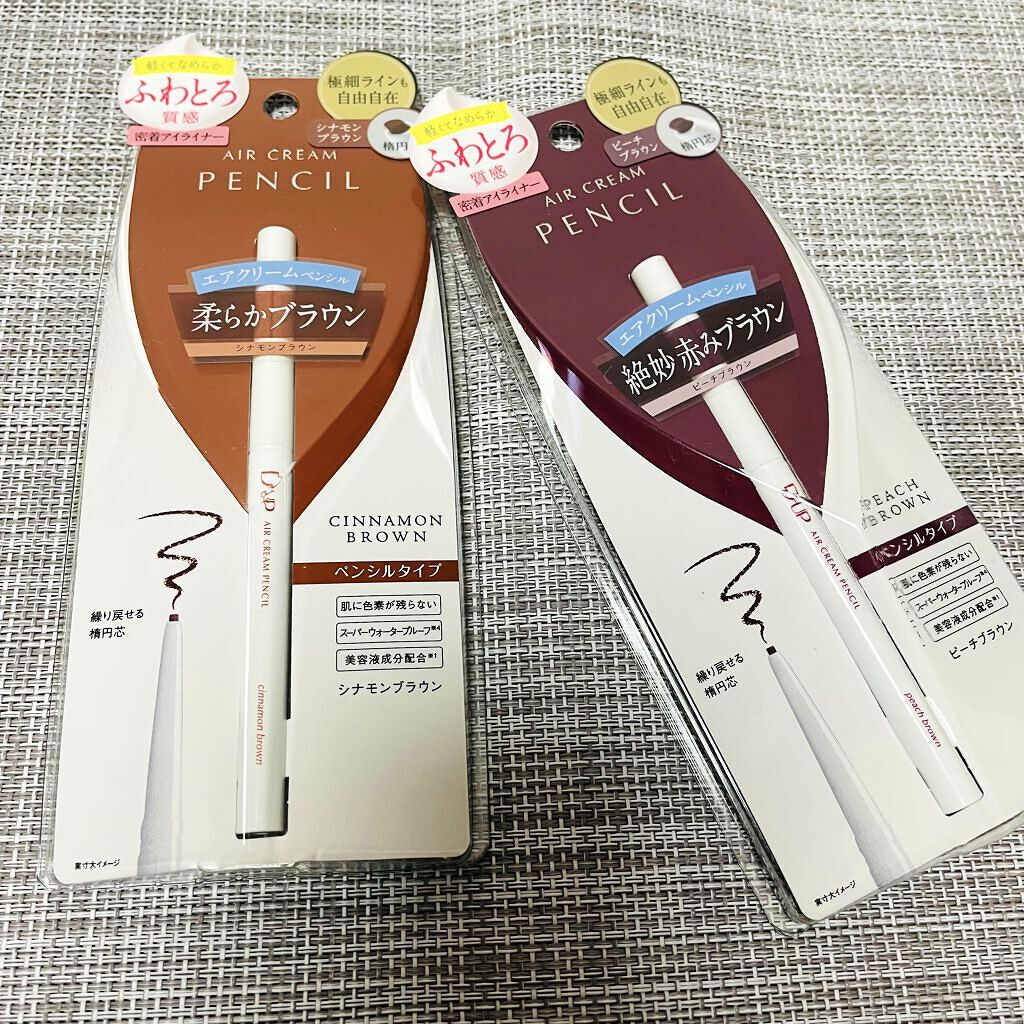 軽くてなめらか
ふわとろ
質感
密着アイライナー
極細ラインも
自由自在
シナモン
ブラウン
楕円
AIR CREAM
PENCIL
エアクリームペンシル
柔らかブラウン
シナモンブラウン
D-UP AIR CREAM PENCIL
cinnamon brown
CINNAMON
BROWN
ペンシルタイプ
肌に色素が残らない
スーパーウォータープルーフ※4
美容液成分配合※1
シナモンブラウン
繰り戻せる
楕円芯
実寸大イメージ
軽くてなめらか
ふわとろ
質感
密着アイライナー
極細ラインも
自由自在
ピーチ
ブラウン
楕円芯
AIR CREAM
PENCIL
エアクリームペンシル
絶妙 赤みブラウン
ピーチブラウン
D-UP AIR CREAM PENCIL
peach brown
PEACH
BROWN
ペンシルタイプ
肌に色素が残らない
スーパーウォータープルーフ※4
美容液成分配合※1
ピーチブラウン
繰り戻せる
楕円芯
実寸大イメージ